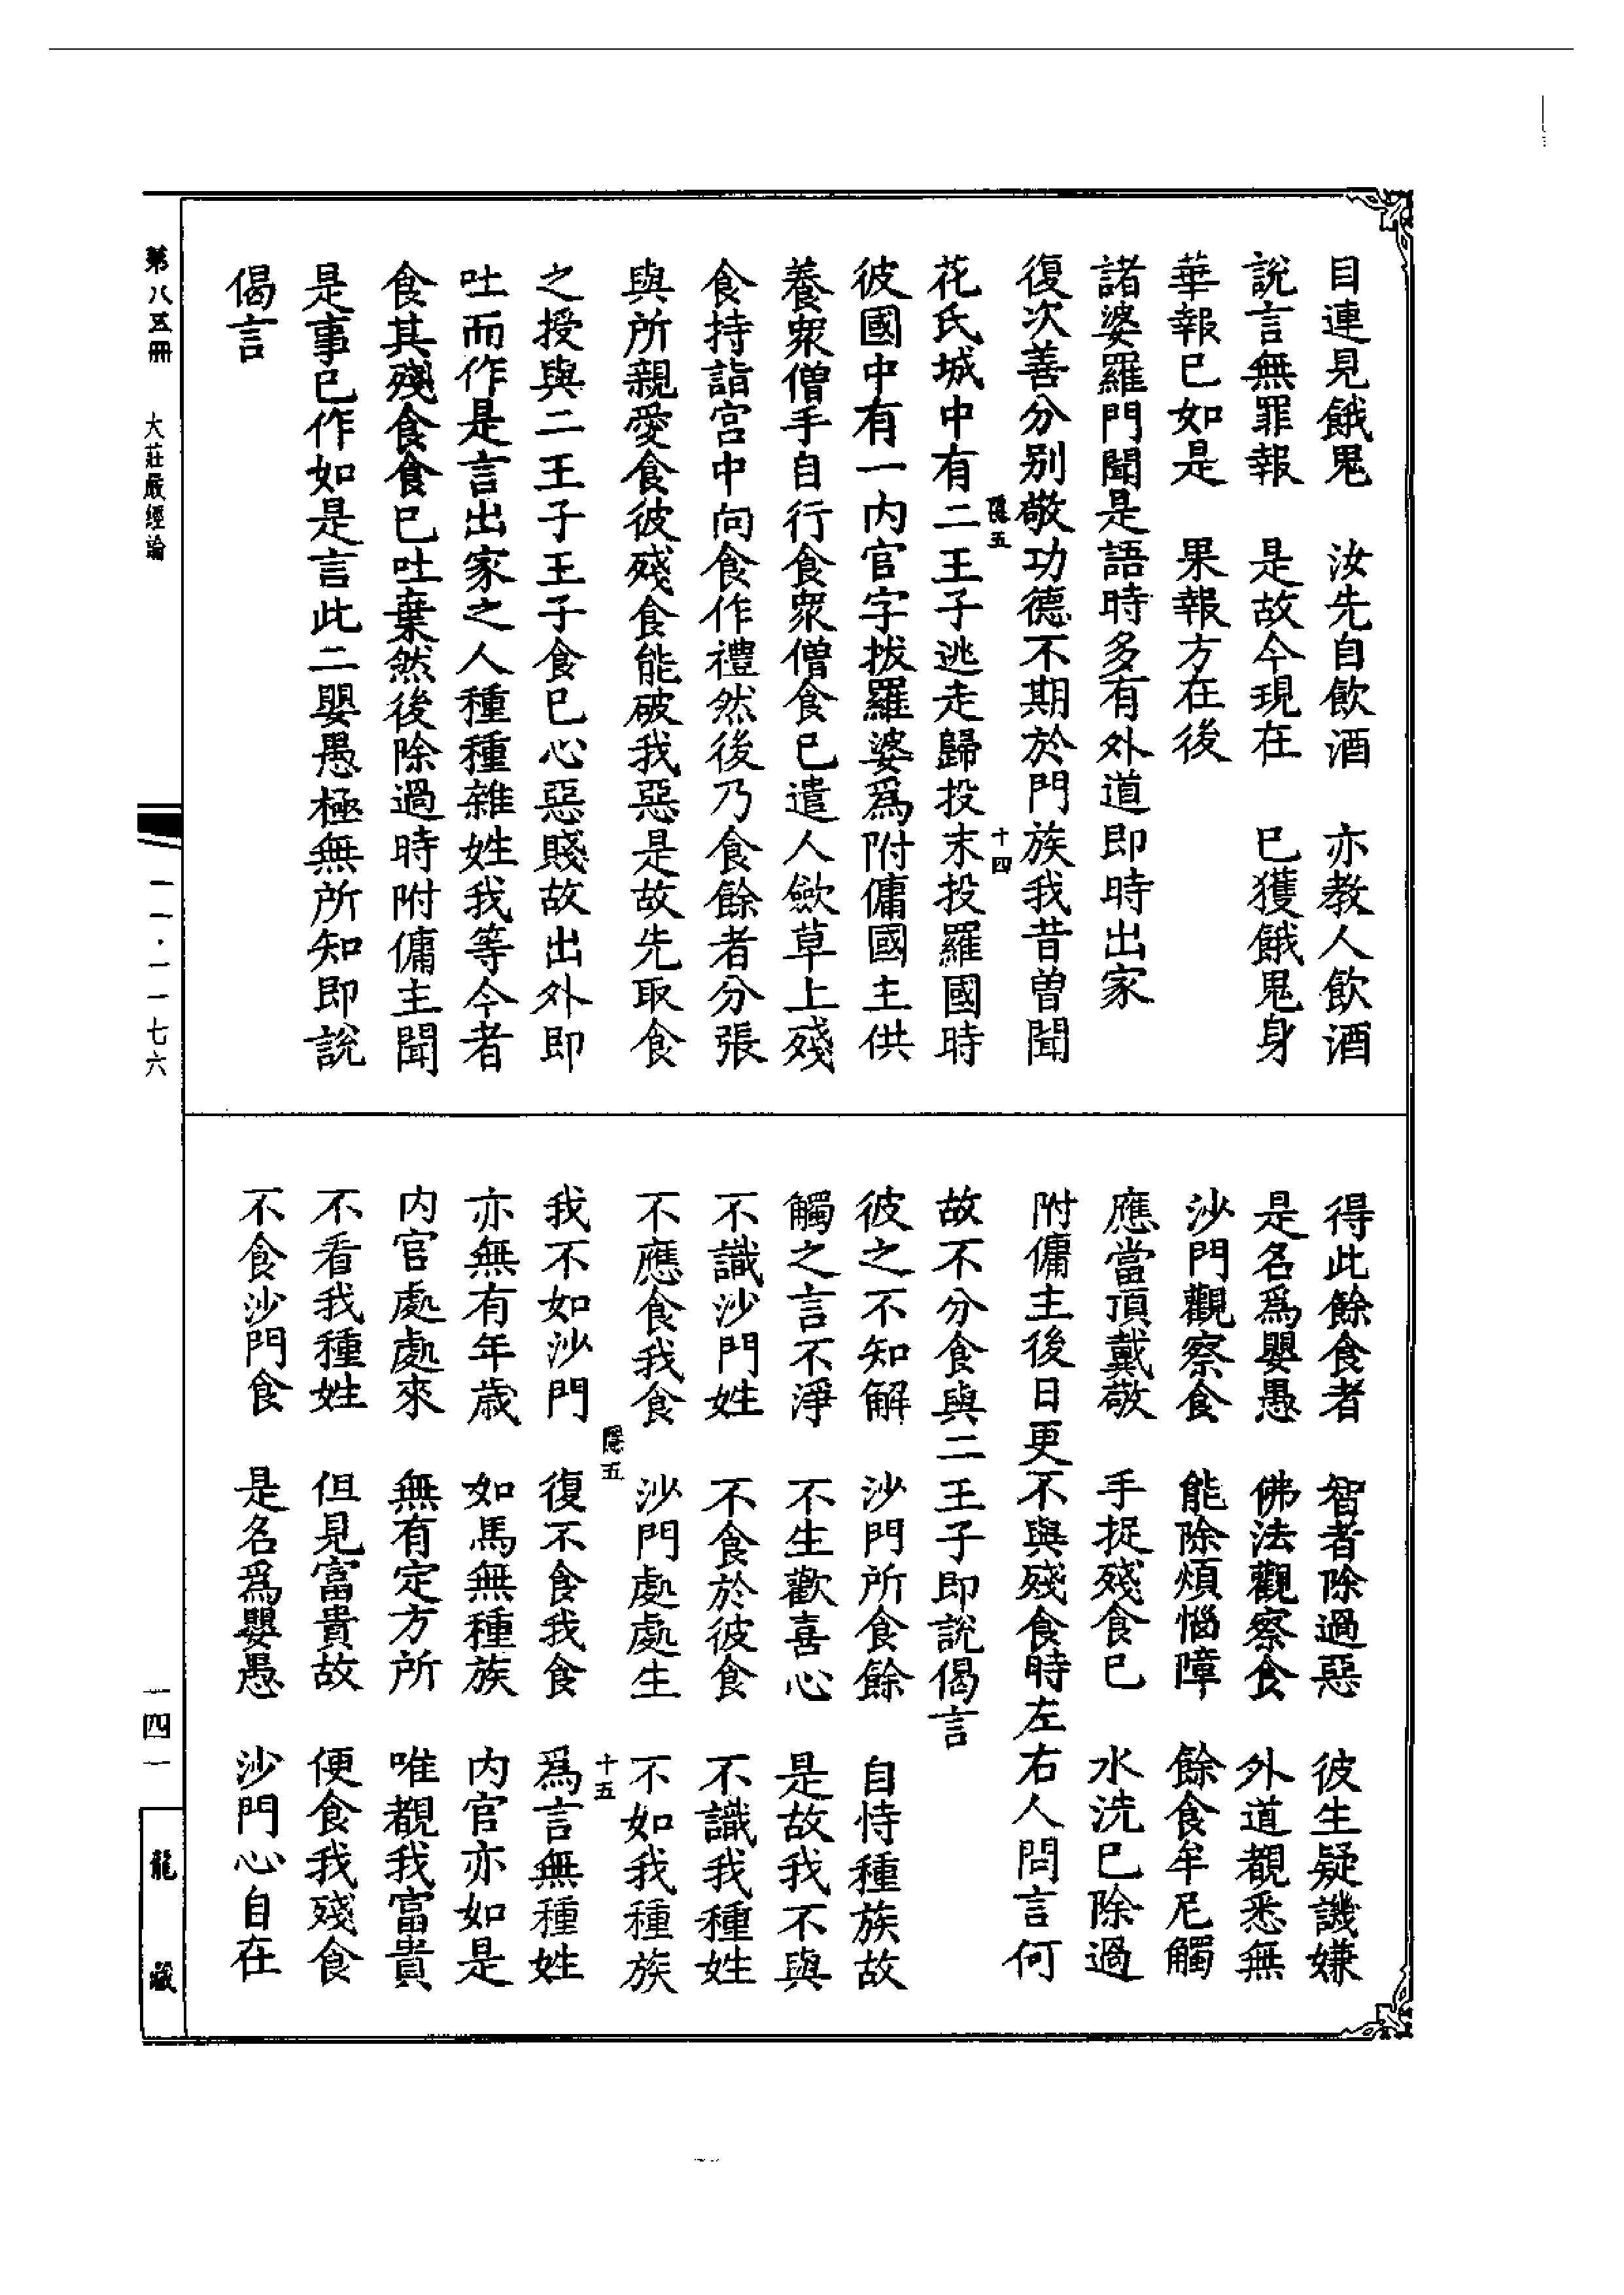 目連見餓鬼　汝先自飲酒　亦教人飲酒
說言無罪報　是故今現在　已獲餓鬼身
華報已如是　果報方在後
諸婆羅門聞是語時多有外道即時出家
復次善分別敬功德不期於門族我昔曾聞
隱五　十四
花氏城中有二王子逃走歸投末投羅國時
彼國中有一內官字拔羅婆爲附傭國主供
養衆僧手自行食衆僧食已遣人歛草上殘
食持詣宮中向食作禮然後乃食餘者分張
與所親愛食彼殘食能破我惡是故先取食
之授與二王子王子食已心惡賤故出外即
吐而作是言出家之人種種雜姓我等今者
食其殘食食已吐棄然後除過時附傭主聞
是事已作如是言此二嬰愚極無所知即說
偈言
得此餘食者　智者除過惡　彼生疑譏嫌
是名爲嬰愚　佛法觀察食　外道覩悉無
沙門觀察食　能除煩惱障　餘食牟尼觸
應當頂戴敬　手捉殘食已　水洗已除過
附傭主後日更不與殘食時左右人問言何
故不分食與二王子即說偈言
彼之不知解　沙門所食餘　自恃種族故
觸之言不淨　不生歡喜心　是故我不與
不識沙門姓　不食於彼食　不識我種姓
不應食我食　沙門處處生　不如我種族
隱五　十五
我不如沙門　復不食我食　爲言無種姓
亦無有年歲　如馬無種族　內官亦如是
內官處處來　無有定方所　唯覩我富貴
不看我種姓　但見富貴故　便食我殘食
不食沙門食　是名爲嬰愚　沙門心自在
第八五冊　大莊嚴經論　一一·一一七六　一四一　龍藏